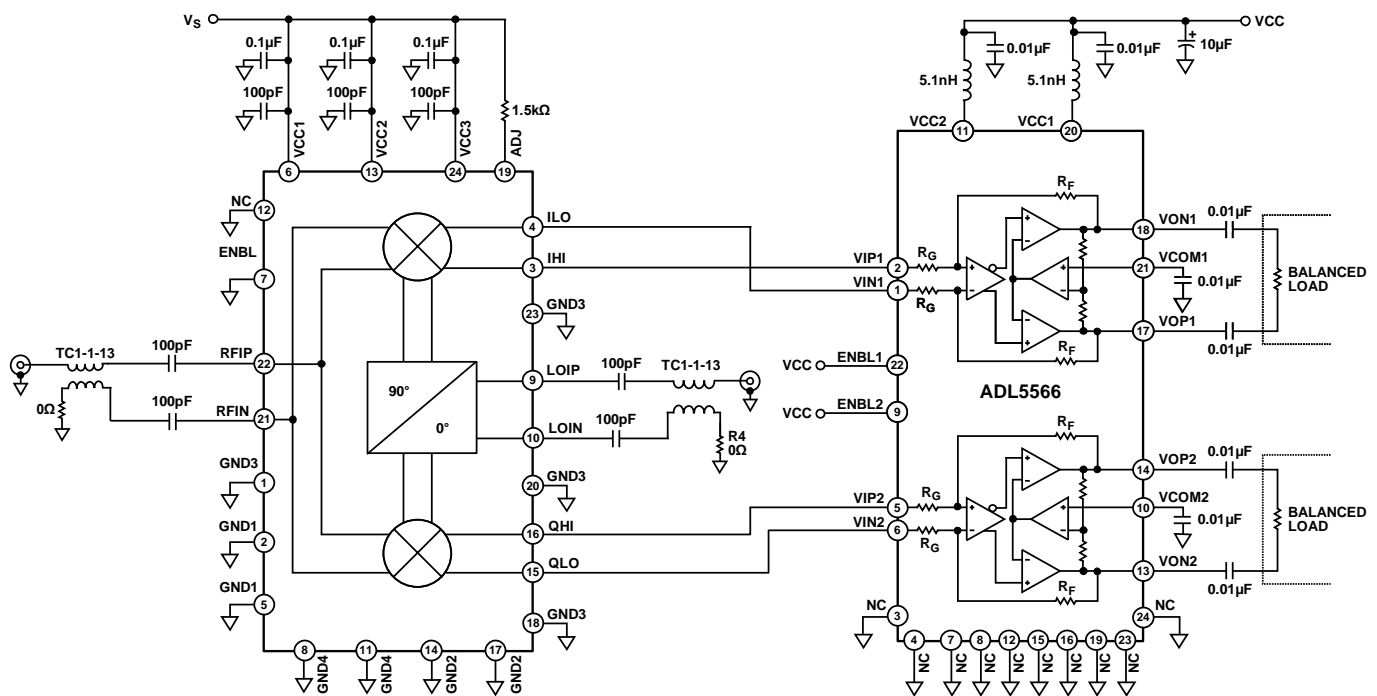 VS
VCC
0.1µF
0.1µF
0.1µF
0.01µF
0.01µF
+
10µF
100pF
100pF
100pF
1.5kΩ
5.1nH
5.1nH
VCC1
VCC2
VCC3
ADJ
VCC2
VCC1
6
13
24
19
11
20
NC
12
ENBL
7
RFIP
22
RFIN
21
GND3
1
GND1
2
GND1
5
TC1-1-13
100pF
100pF
0Ω
90°
0°
ILO
4
IHI
3
23
GND3
9
LOIP
10
LOIN
20
GND3
16
QHI
15
QLO
18
GND3
100pF
TC1-1-13
100pF
R4
0Ω
8
11
14
17
GND4
GND4
GND2
GND2
VIP1
2
VIN1
1
RG
RG
RF
RF
+
–
+
–
+
–
–
+
VON1
18
VCOM1
21
VOP1
17
0.01µF
0.01µF
0.01µF
BALANCED
LOAD
VCC
ENBL1
22
VCC
ENBL2
9
ADL5566
VIP2
5
VIN2
6
RG
RG
RF
RF
+
–
+
–
+
–
–
+
VOP2
14
VCOM2
10
VON2
13
0.01µF
0.01µF
0.01µF
BALANCED
LOAD
NC
3
NC
24
4
7
8
12
15
16
19
23
NC
NC
NC
NC
NC
NC
NC
NC